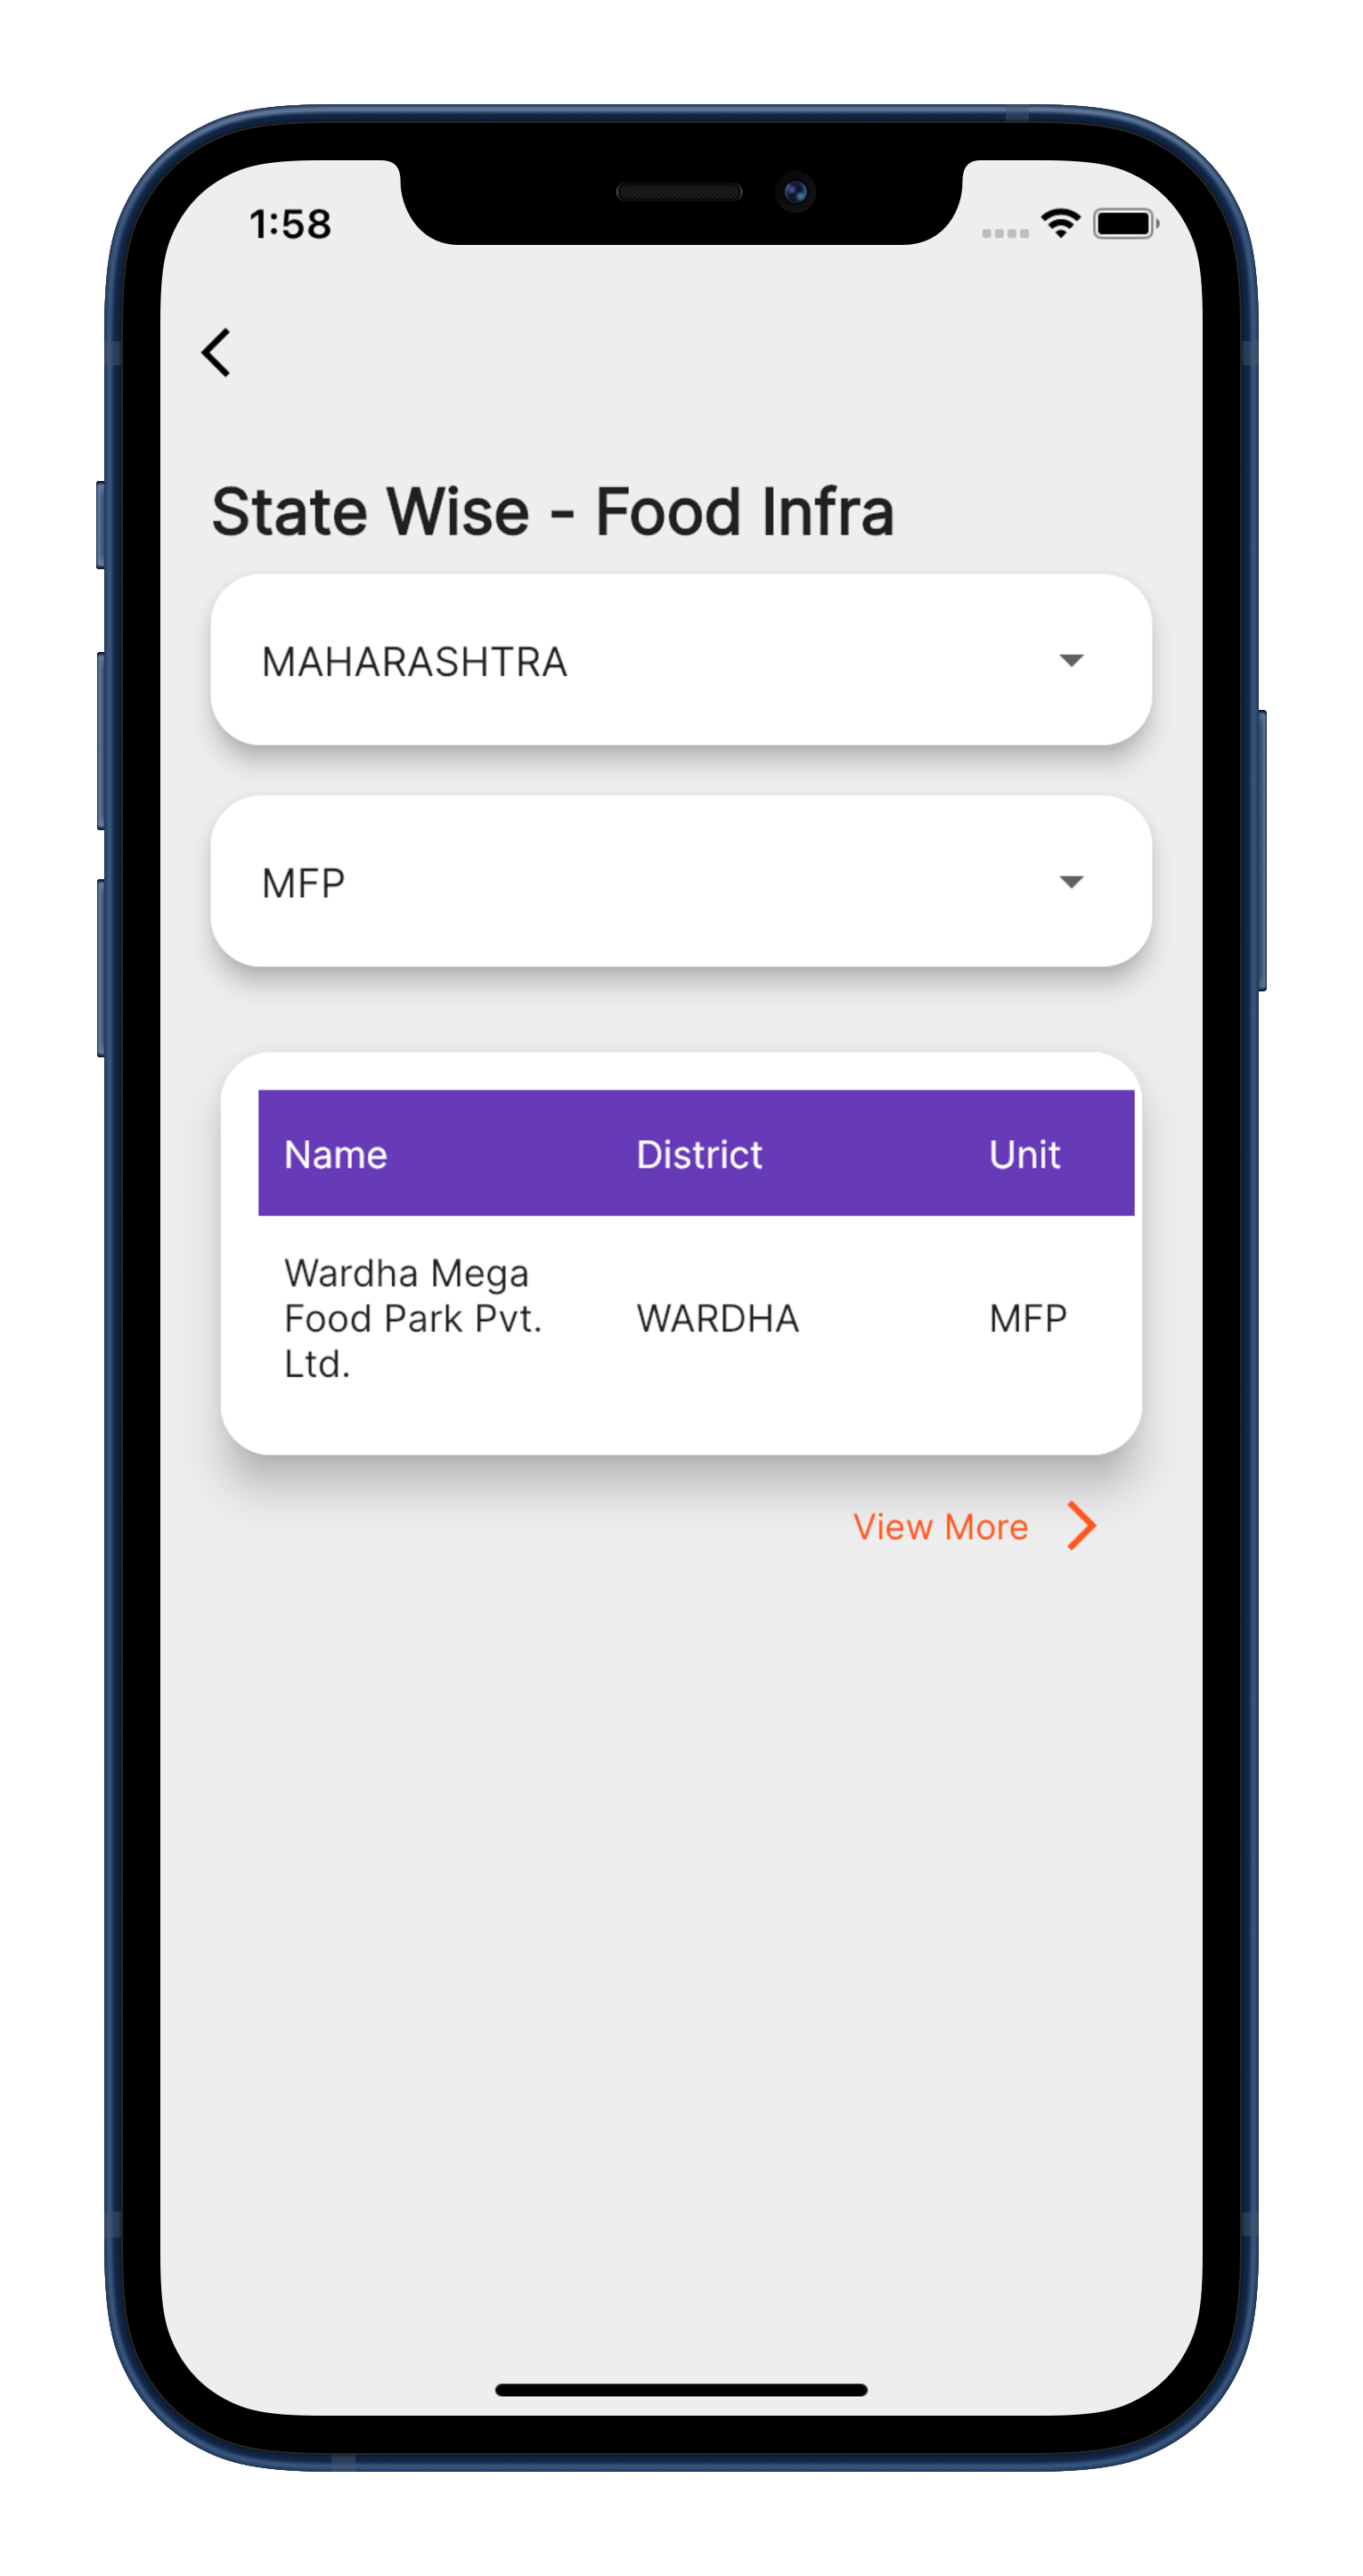 1:58
State Wise - Food Infra
MAHARASHTRA
MFP
Name District Unit
Wardha Mega
Food Park Pvt. WARDHA MFP
Ltd.
View More